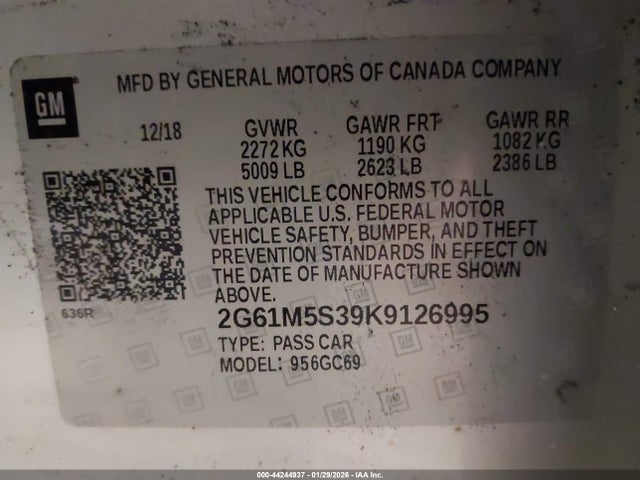 GM
MFD BY GENERAL MOTORS OF CANADA COMPANY
12/18
GVWR GAWR FRT GAWR RR
2272 KG 1190 KG 1082 KG
5009 LB 2623 LB 2386 LB
THIS VEHICLE CONFORMS TO ALL
APPLICABLE U.S. FEDERAL MOTOR
VEHICLE SAFETY, BUMPER, AND THEFT
PREVENTION STANDARDS IN EFFECT ON
THE DATE OF MANUFACTURE SHOWN
ABOVE.
636R
2G61M5S39K9126995
TYPE: PASS CAR
MODEL: 956GC69
000-44244937 - 01/29/2026 - IAA Inc.